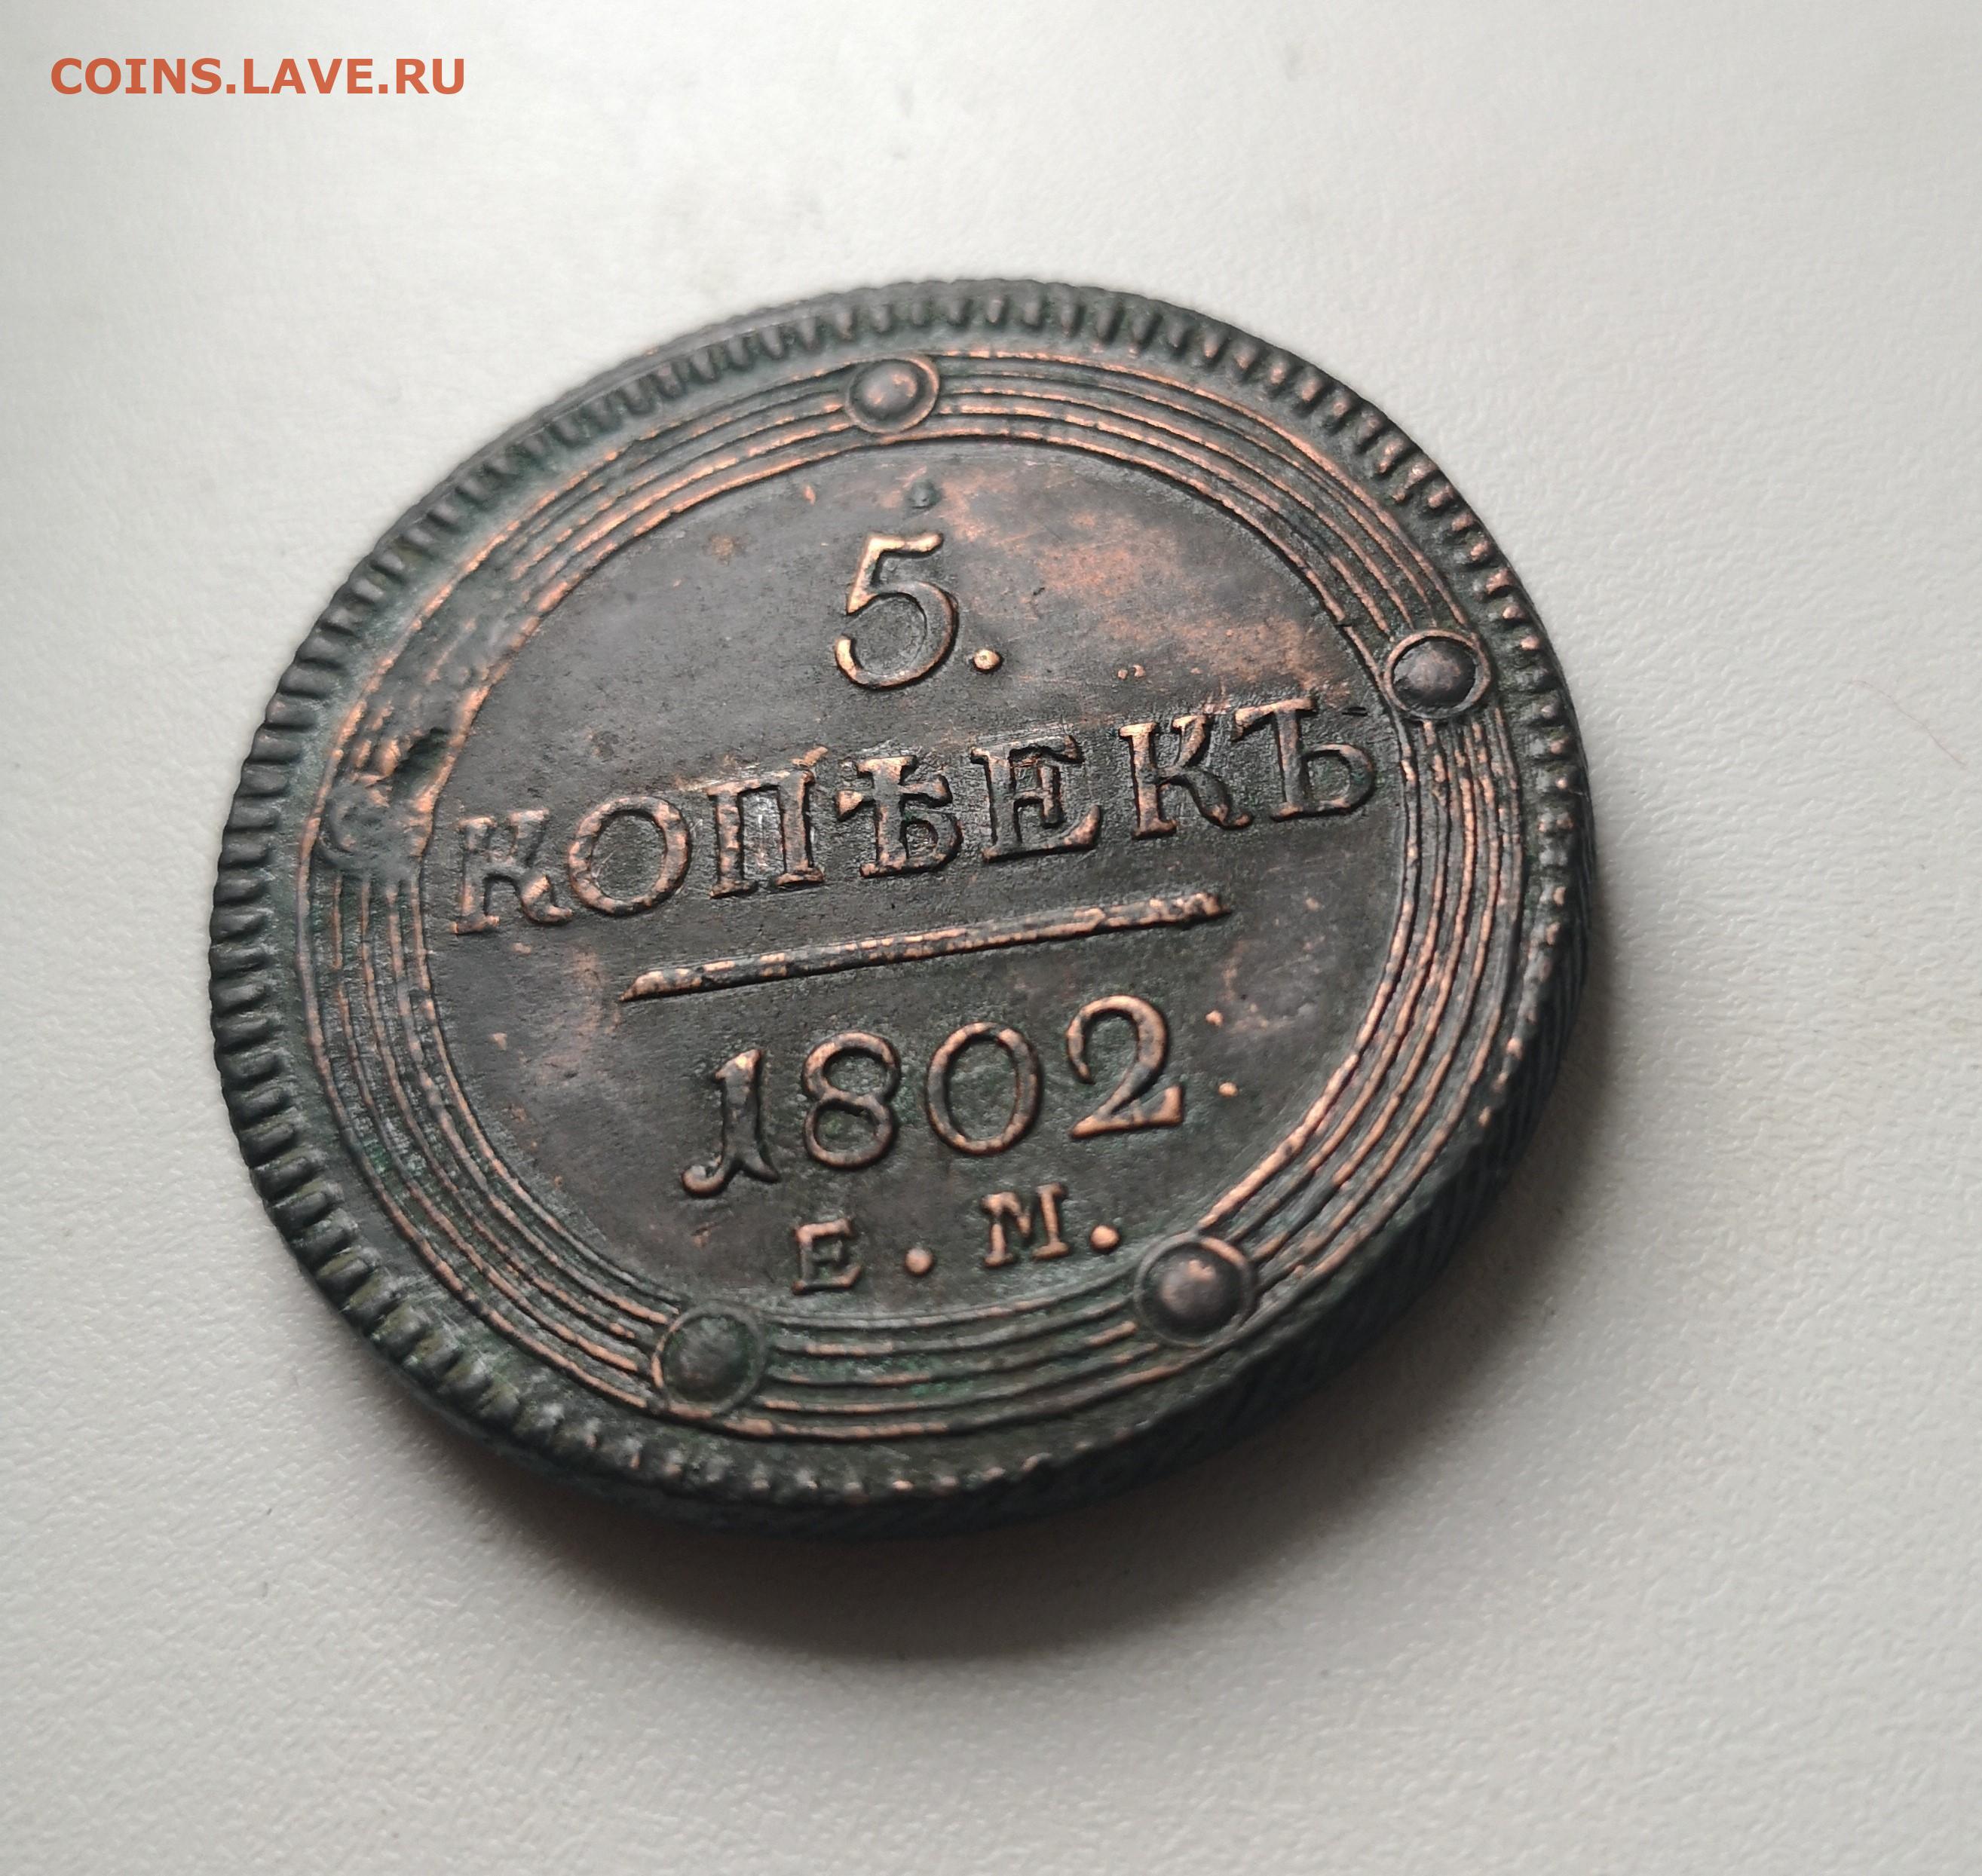 COINS.LAVE.RU
5.
КОПѢЕКЪ
1802
Е. М.